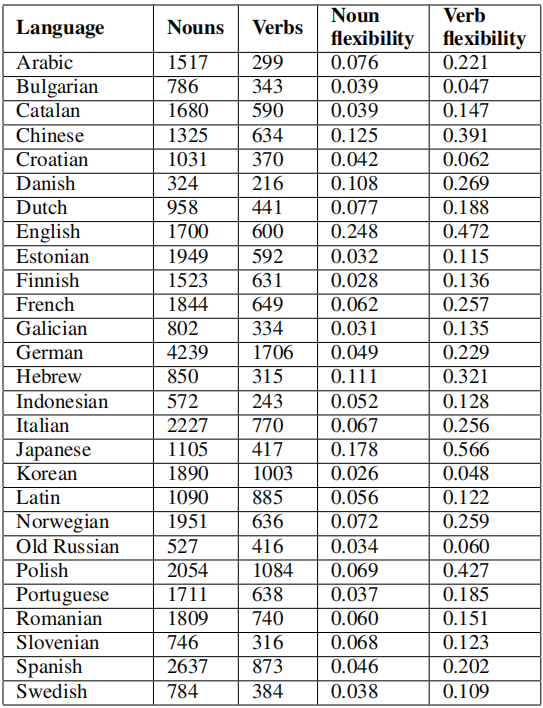 Language Nouns Verbs Noun flexibility Verb flexibility
Arabic 1517 299 0.076 0.221
Bulgarian 786 343 0.039 0.047
Catalan 1680 590 0.039 0.147
Chinese 1325 634 0.125 0.391
Croatian 1031 370 0.042 0.062
Danish 324 216 0.108 0.269
Dutch 958 441 0.077 0.188
English 1700 600 0.248 0.472
Estonian 1949 592 0.032 0.115
Finnish 1523 631 0.028 0.136
French 1844 649 0.062 0.257
Galician 802 334 0.031 0.135
German 4239 1706 0.049 0.229
Hebrew 850 315 0.111 0.321
Indonesian 572 243 0.052 0.128
Italian 2227 770 0.067 0.256
Japanese 1105 417 0.178 0.566
Korean 1890 1003 0.026 0.048
Latin 1090 885 0.056 0.122
Norwegian 1951 636 0.072 0.259
Old Russian 527 416 0.034 0.060
Polish 2054 1084 0.069 0.427
Portuguese 1711 638 0.037 0.185
Romanian 1809 740 0.060 0.151
Slovenian 746 316 0.068 0.123
Spanish 2637 873 0.046 0.202
Swedish 784 384 0.038 0.109